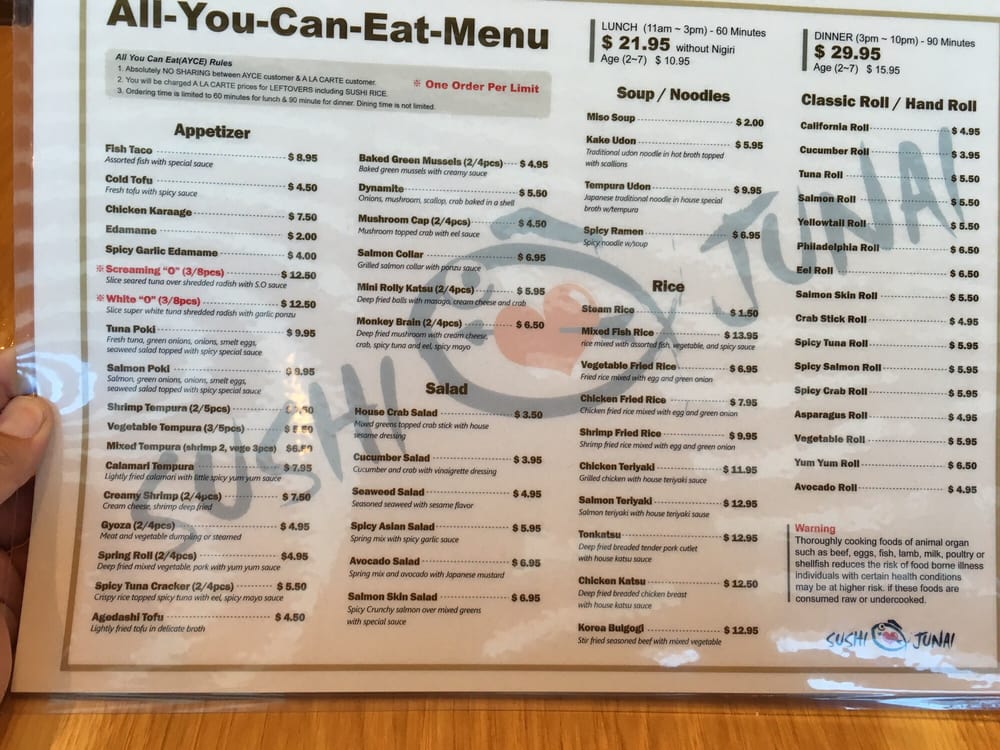 All-You-Can-Eat-Menu
All You Can Eat(AYCE) Rules
1. Absolutely NO SHARING between AYCE customer & A LA CARTE customer.
2. You will be charged A LA CARTE prices for LEFTOVERS including SUSHI RICE.
3. Ordering time is limited to 60 minutes for lunch & 90 minute for dinner. Dining time is not limited.
※ One Order Per Limit
LUNCH (11am ~ 3pm) - 60 Minutes
$ 21.95 without Nigiri
Age (2~7) $ 10.95
DINNER (3pm ~ 10pm) - 90 Minutes
$ 29.95
Age (2~7) $ 15.95
Appetizer
Fish Taco $ 8.95
Assorted fish with special sauce
Cold Tofu $ 4.50
Fresh tofu with spicy sauce
Chicken Karaage $ 7.50
Edamame $ 2.00
Spicy Garlic Edamame $ 4.00
※Screaming "O" (3/8pcs) $ 12.50
Slice seared tuna over shredded radish with S.O sauce
※White "O" (3/8pcs) $ 12.50
Slice super white tuna shredded radish with garlic ponzu
Tuna Poki $ 9.95
Fresh tuna, green onions, onions, smelt eggs,
seaweed salad topped with spicy special sauce
Salmon Poki $ 9.95
Salmon, green onions, onions, smelt eggs,
seaweed salad topped with spicy special sauce
Shrimp Tempura (2/5pcs)
Vegetable Tempura (3/5pcs)
Mixed Tempura (shrimp 2, vege 3pcs)
Calamari Tempura $ 7.95
Lightly fried calamari with little spicy yum yum sauce
Creamy Shrimp (2/4pcs) $ 7.50
Cream cheese, shrimp deep fried
Gyoza (2/4pcs) $ 4.95
Meat and vegetable dumpling or steamed
Spring Roll (2/4pcs) $4.95
Deep fried mixed vegetable, pork with yum yum sauce
Spicy Tuna Cracker (2/4pcs) $ 5.50
Crispy rice topped spicy tuna with eel, spicy mayo sauce
Agedashi Tofu $ 4.50
Lightly fried tofu in delicate broth
Baked Green Mussels (2/4pcs) $ 4.95
Baked green mussels with creamy sauce
Dynamite $ 5.50
Onions, mushroom, scallop, crab baked in a shell
Mushroom Cap (2/4pcs) $ 4.50
Mushroom topped crab with eel sauce
Salmon Collar $ 6.95
Grilled salmon collar with ponzu sauce
Mini Rolly Katsu (2/4pcs) $ 5.95
Deep fried balls with masago, cream cheese and crab
Monkey Brain (2/4pcs) $ 6.50
Deep fried mushroom with cream cheese,
crab, spicy tuna and eel, spicy mayo
Salad
House Crab Salad $ 3.50
Mixed greens topped crab stick with house
sesame dressing
Cucumber Salad $ 3.95
Cucumber and crab with vinaigrette dressing
Seaweed Salad $ 4.95
Seasoned seaweed with sesame flavor
Spicy Asian Salad $ 5.95
Spring mix with spicy garlic sauce
Avocado Salad $ 6.95
Spring mix and avocado with Japanese mustard
Salmon Skin Salad $ 6.95
Spicy Crunchy salmon over mixed greens
with special sauce
Soup / Noodles
Miso Soup $ 2.00
Kake Udon $ 5.95
Traditional udon noodle in hot broth topped
with scallions
Tempura Udon $ 9.95
Japanese traditional noodle in house special
broth w/tempura
Spicy Ramen $ 6.95
Spicy noodle w/soup
Rice
Steam Rice $ 1.50
Mixed Fish Rice $ 13.95
rice mixed with assorted fish, vegetable, and spicy sauce
Vegetable Fried Rice $ 6.95
Fried rice mixed with egg and green onion
Chicken Fried Rice $ 7.95
Chicken fried rice mixed with egg and green onion
Shrimp Fried Rice $ 9.95
Shrimp fried rice mixed with egg and green onion
Chicken Teriyaki $ 11.95
Grilled chicken with house teriyaki sauce
Salmon Teriyaki $ 12.95
Salmon teriyaki with house teriyaki sause
Tonkatsu $ 12.95
Deep fried breaded tender pork cutlet
with house katsu sauce
Chicken Katsu $ 12.50
Deep fried breaded chicken breast
with house katsu sauce
Korea Bulgogi $ 12.95
Stir fried seasoned beef with mixed vegetable
Classic Roll / Hand Roll
California Roll $ 4.95
Cucumber Roll $ 3.95
Tuna Roll $ 5.50
Salmon Roll $ 5.50
Yellowtail Roll $ 5.50
Philadelphia Roll $ 6.50
Eel Roll $ 6.50
Salmon Skin Roll $ 5.50
Crab Stick Roll $ 4.95
Spicy Tuna Roll $ 5.95
Spicy Salmon Roll $ 5.95
Spicy Crab Roll $ 5.95
Asparagus Roll $ 4.95
Vegetable Roll $ 5.95
Yum Yum Roll $ 6.50
Avocado Roll $ 4.95
Warning
Thoroughly cooking foods of animal organ
such as beef, eggs, fish, lamb, milk, poultry or
shellfish reduces the risk of food borne illness
individuals with certain health conditions
may be at higher risk. if these foods are
consumed raw or undercooked.
SUSHI JUNAI
SUSHI JUNAI